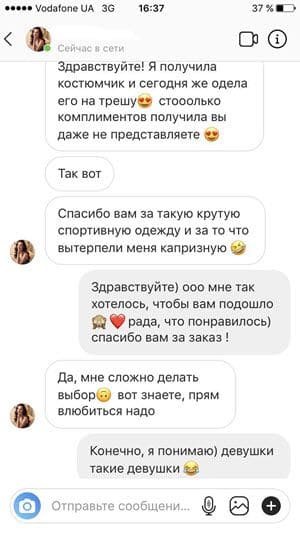 Vodafone UA 3G 16:37 37 %
Сейчас в сети
Здравствуйте! Я получила
костюмчик и сегодня же одела
его на трешу😍 стооолько
комплиментов получила вы
даже не представляете 😍
Так вот
Спасибо вам за такую крутую
спортивную одежду и за то что
вытерпели меня капризную 🤣
Здравствуйте) ооо мне так
хотелось, чтобы вам подошло
🙈❤️ рада, что понравилось)
спасибо вам за заказ !
Да, мне сложно делать
выбор🙃 вот знаете, прям
влюбиться надо
Конечно, я понимаю) девушки
такие девушки 😂
Отправьте сообщени...